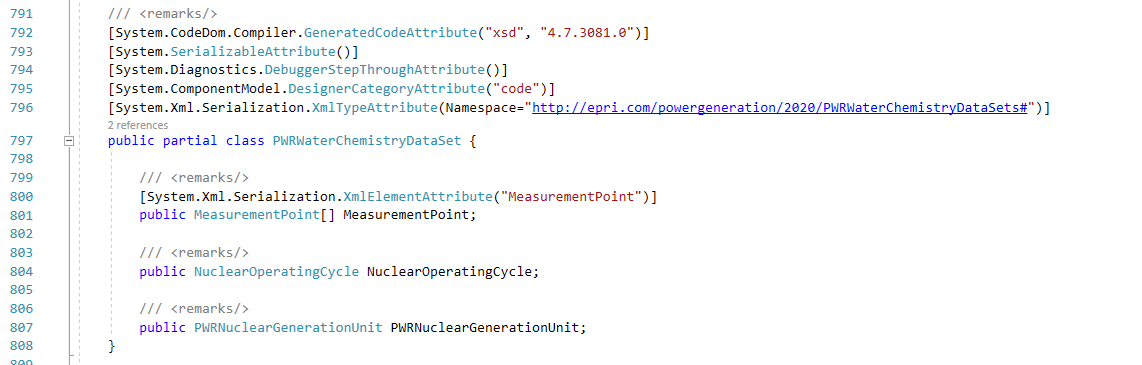 791 /// <remarks/>
792 [System.CodeDom.Compiler.GeneratedCodeAttribute("xsd", "4.7.3081.0")]
793 [System.SerializableAttribute()]
794 [System.Diagnostics.DebuggerStepThroughAttribute()]
795 [System.ComponentModel.DesignerCategoryAttribute("code")]
796 [System.Xml.Serialization.XmlTypeAttribute(Namespace="http://epri.com/powergeneration/2020/PWRWaterChemistryDataSets#")]
2 references
797 public partial class PWRWaterChemistryDataSet {
798
799 /// <remarks/>
800 [System.Xml.Serialization.XmlElementAttribute("MeasurementPoint")]
801 public MeasurementPoint[] MeasurementPoint;
802
803 /// <remarks/>
804 public NuclearOperatingCycle NuclearOperatingCycle;
805
806 /// <remarks/>
807 public PWRNuclearGenerationUnit PWRNuclearGenerationUnit;
808 }
809